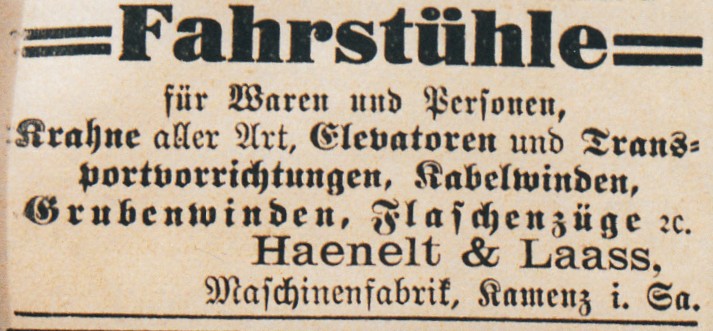 Fahrstühle
für Waren und Personen,
Krahne aller Art, Elevatoren und Trans-
portvorrichtungen, Kabelwinden,
Grubenwinden, Flaschenzüge ꝛc.
Haenelt & Laass,
Maschinenfabrik, Kamenz i. Sa.